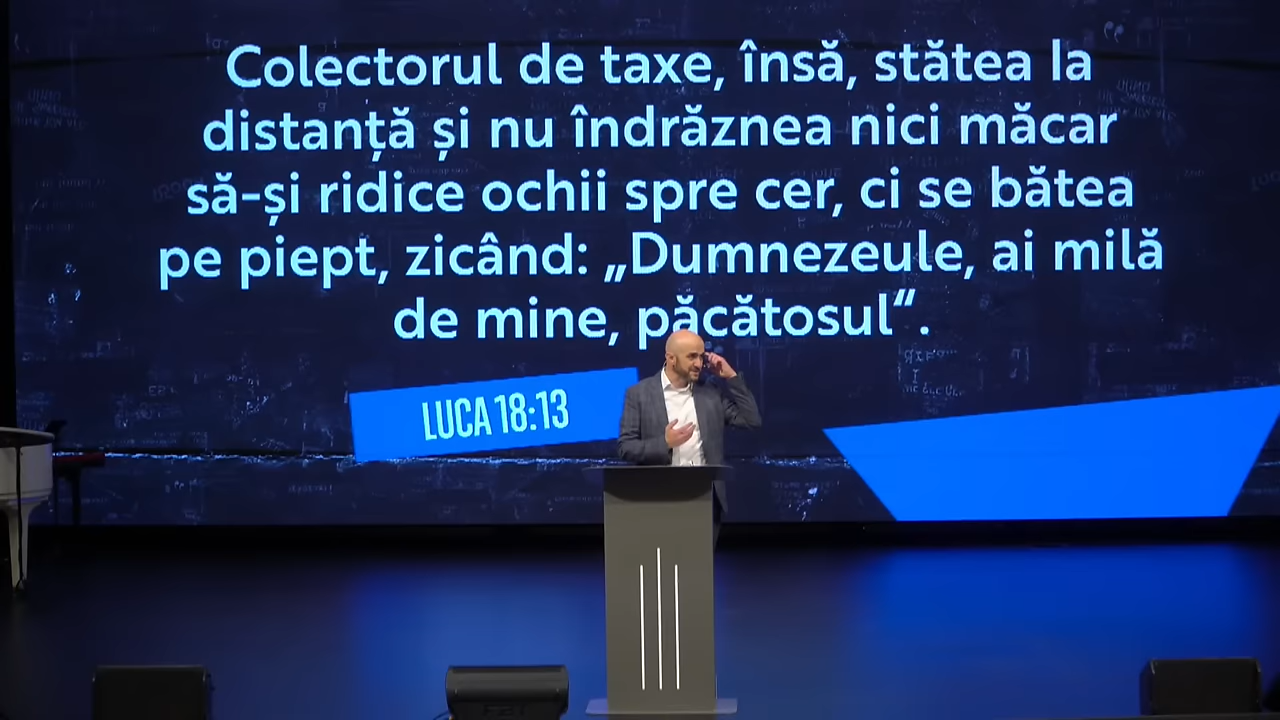 Colectorul de taxe, însă, stătea la
distanță și nu îndrăznea nici măcar
să-și ridice ochii spre cer, ci se bătea
pe piept, zicând: „Dumnezeule, ai milă
de mine, păcătosul”.
LUCA 18:13